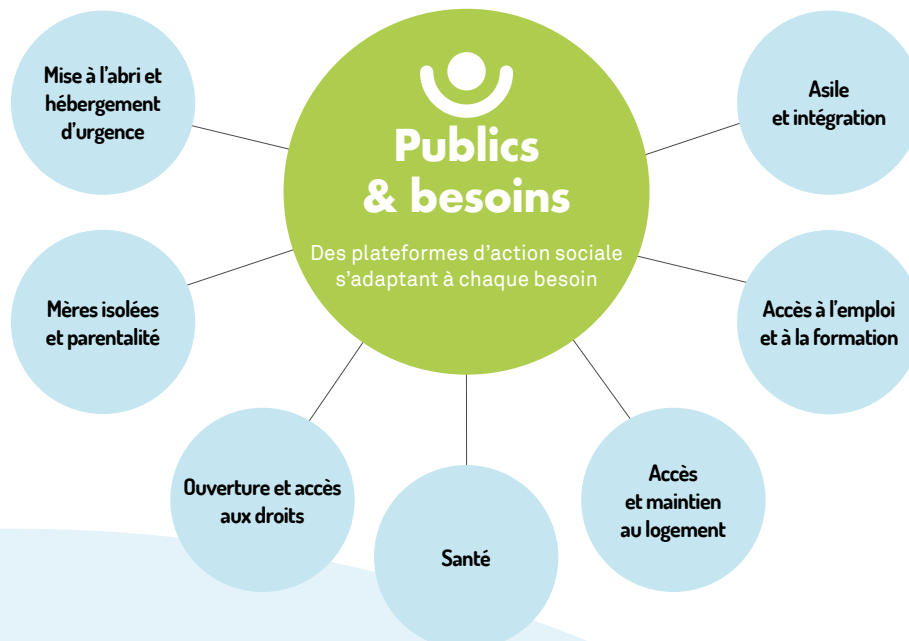 Publics
& besoins
Des plateformes d'action sociale
s'adaptant à chaque besoin
Mise à l'abri et
hébergement
d'urgence
Mères isolées
et parentalité
Ouverture et accès
aux droits
Santé
Accès
et maintien
au logement
Accès à l'emploi
et à la formation
Asile
et intégration